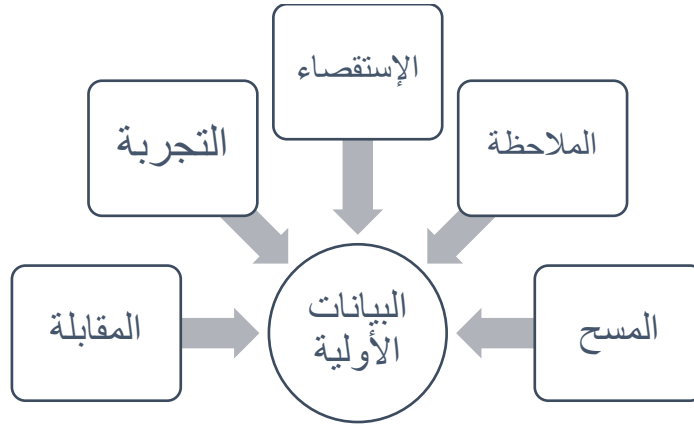 الإستقصاء
الملاحظة
التجربة
المسح
البيانات
الأولية
المقابلة